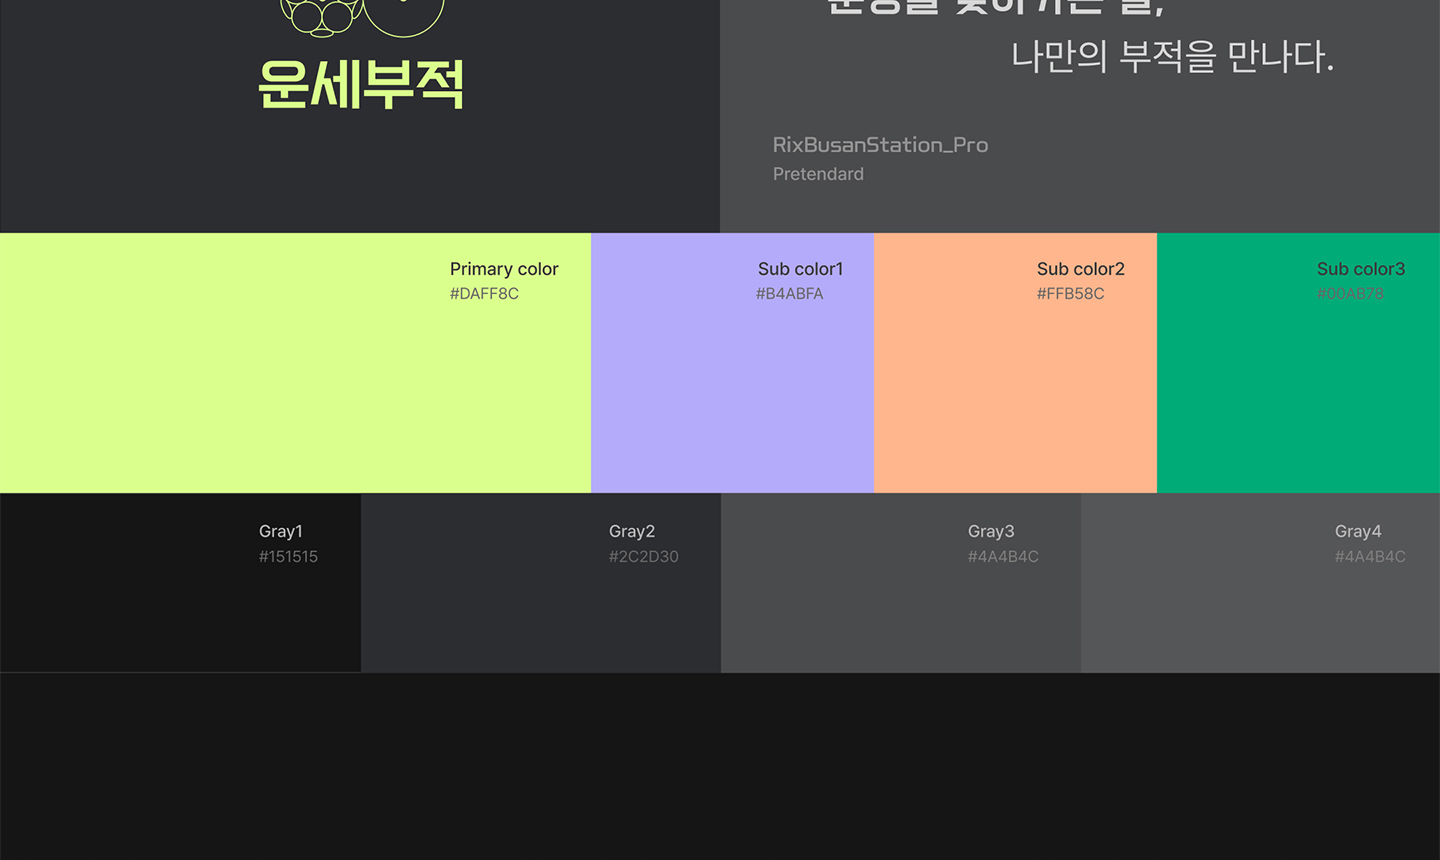 운세부적
나만의 부적을 만나다.
RixBusanStation_Pro
Pretendard
Primary color
#DAFF8C
Sub color1
#B4ABFA
Sub color2
#FFB58C
Sub color3
#00AB78
Gray1
#151515
Gray2
#2C2D30
Gray3
#4A4B4C
Gray4
#4A4B4C